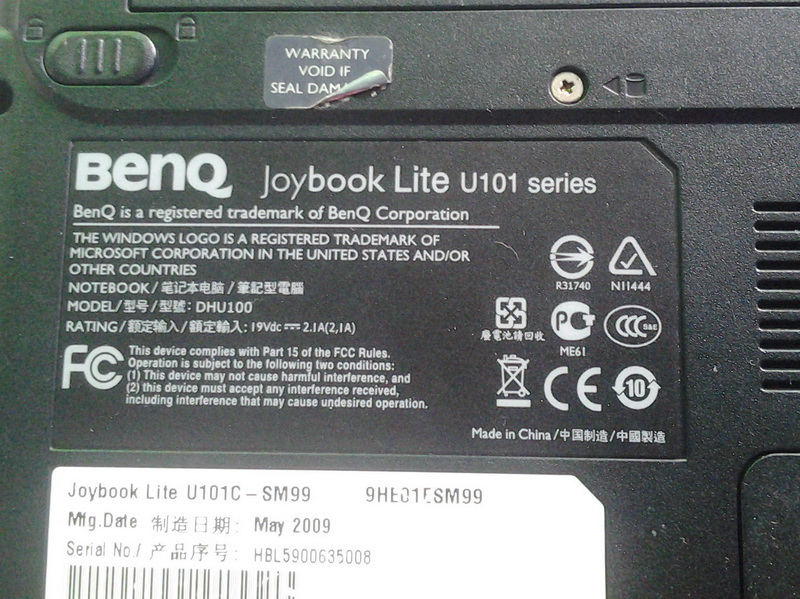 WARRANTY
VOID IF
SEAL
BenQ Joybook Lite U101 series
BenQ is a registered trademark of BenQ Corporation
THE WINDOWS LOGO IS A REGISTERED TRADEMARK OF
MICROSOFT CORPORATION IN THE UNITED STATES AND/OR
OTHER COUNTRIES
NOTEBOOK/笔记本电脑/筆記型電腦
MODEL/型号/型號: DHU100
RATING/额定输入/額定輸入: 19Vdc⎓2.1A(2,1A)
R31740
N11444
廢電池請回收
PCT
ME61
CCC S&E
FC
This device complies with Part 15 of the FCC Rules.
Operation is subject to the following two conditions:
(1) This device may not cause harmful interference, and
(2) this device must accept any interference received,
including interference that may cause undesired operation.
CE
10
Made in China/中国制造/中國製造
Joybook Lite U101C-SM99 9HE01ESM99
Mfg.Date 制造日期: May 2009
Serial No./产品序号: HBL5900635008